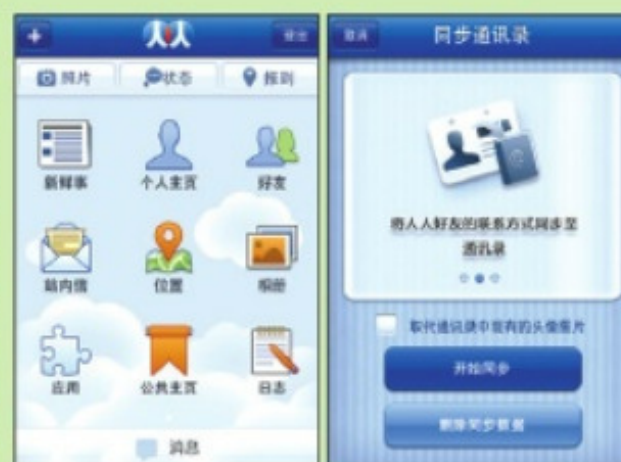 + 人人 登出
照片 状态 报到
新鲜事 个人主页 好友
站内信 位置 相册
应用 公共主页 日志
消息
取消 同步通讯录
将人人好友的联系方式同步至
通讯录
取代通讯录中现有的头像图片
开始同步
删除同步数据